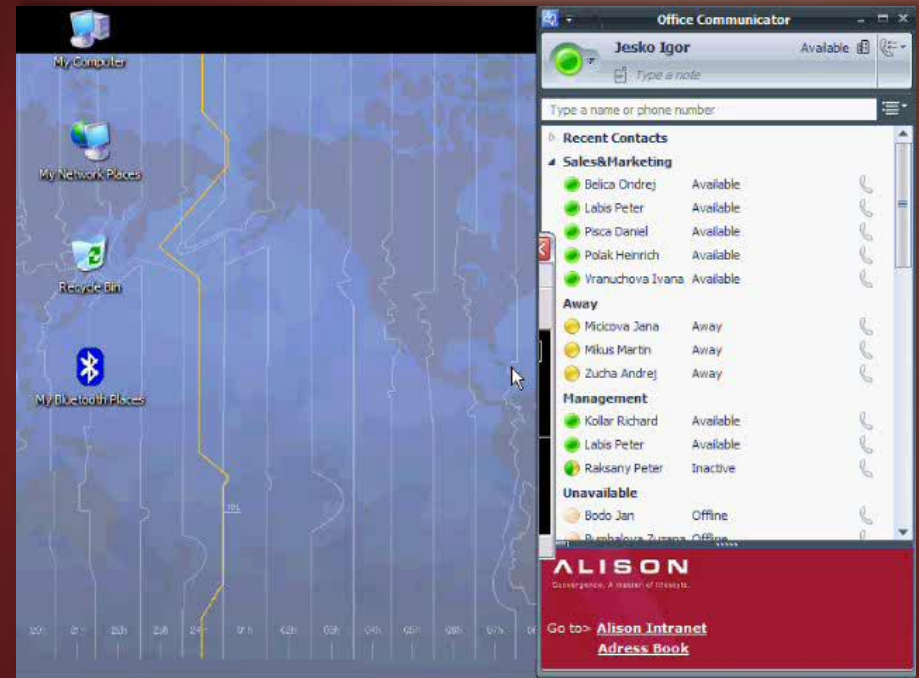 My Computer
My Network Places
Recycle Bin
My Bluetooth Places
Office Communicator
Jesko Igor Available
Type a note
Type a name or phone number
Recent Contacts
Sales&Marketing
Belica Ondrej Available
Labis Peter Available
Pisca Daniel Available
Polak Heinrich Available
Vranuchova Ivana Available
Away
Micicova Jana Away
Mikus Martin Away
Zucha Andrej Away
Management
Kollar Richard Available
Labis Peter Available
Raksany Peter Inactive
Unavailable
Bodo Jan Offline
Offline
ALISON
Convergence. A master of lifestyle.
Go to> Alison Intranet
Adress Book